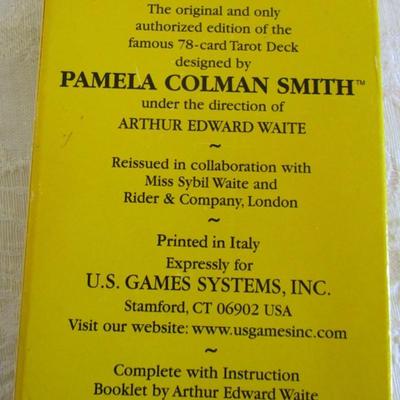 The original and only
authorized edition of the
famous 78-card Tarot Deck
designed by
PAMELA COLMAN SMITH™
under the direction of
ARTHUR EDWARD WAITE
~
Reissued in collaboration with
Miss Sybil Waite and
Rider & Company, London
~
Printed in Italy
Expressly for
U.S. GAMES SYSTEMS, INC.
Stamford, CT 06902 USA
Visit our website: www.usgamesinc.com
~
Complete with Instruction
Booklet by Arthur Edward Waite